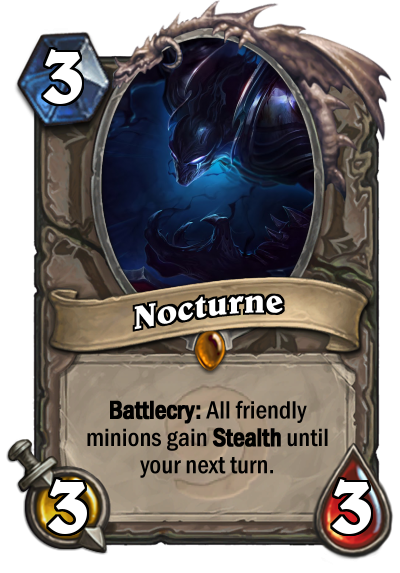 3
Nocturne
Battlecry: All friendly
minions gain Stealth until
your next turn.
3
3